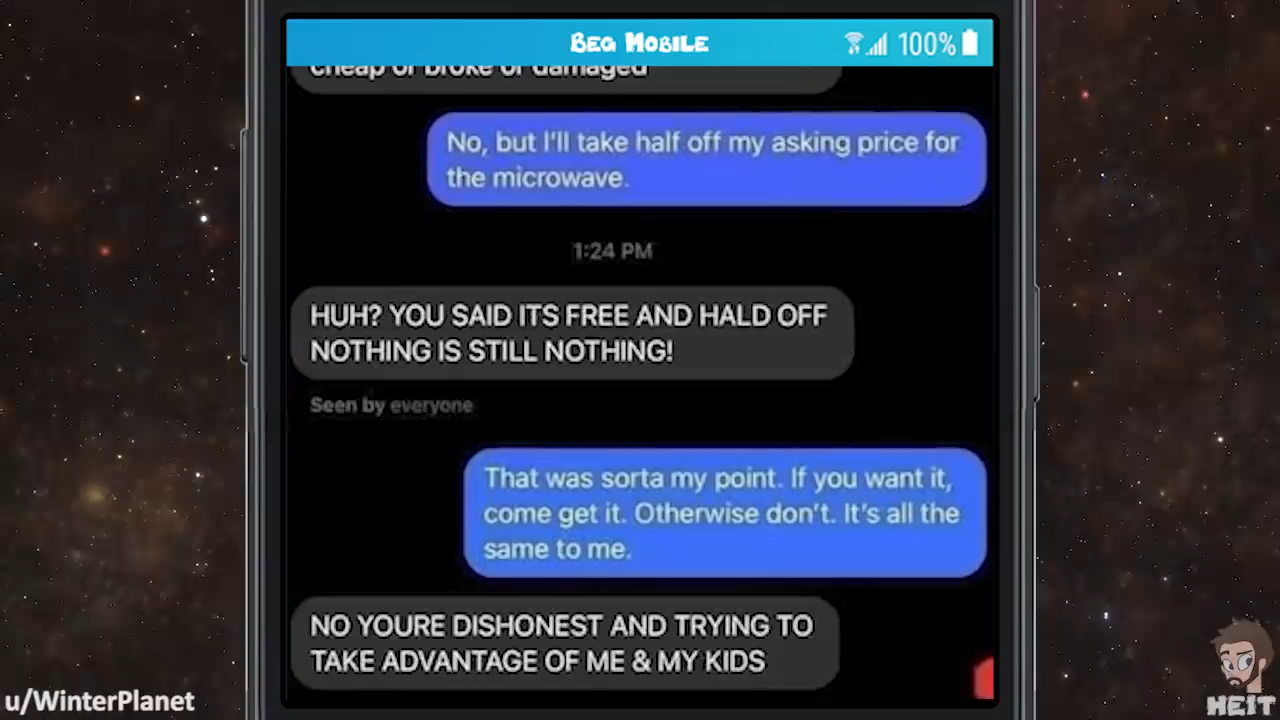 BEG MOBILE
100%
cheap or broke or damaged
No, but I'll take half off my asking price for
the microwave.
1:24 PM
HUH? YOU SAID ITS FREE AND HALD OFF
NOTHING IS STILL NOTHING!
Seen by everyone
That was sorta my point. If you want it,
come get it. Otherwise don't. It's all the
same to me.
NO YOURE DISHONEST AND TRYING TO
TAKE ADVANTAGE OF ME & MY KIDS
u/WinterPlanet
HEIT